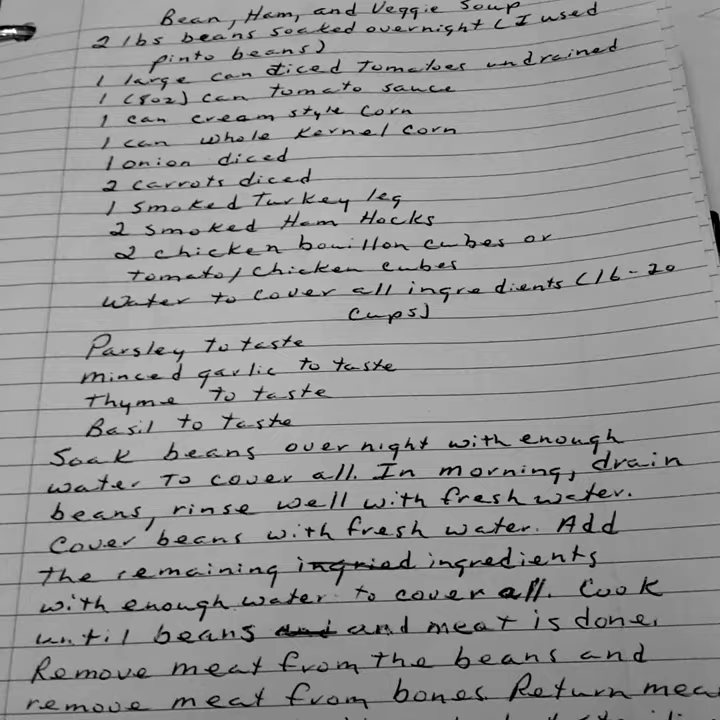 Bean, Ham, and Veggie Soup
2 lbs beans soaked overnight (I used
pinto beans)
1 large can diced tomatoes undrained
1 (8oz) can tomato sauce
1 can cream style corn
1 can whole kernel corn
1 onion diced
2 carrots diced
1 smoked turkey leg
2 smoked Ham Hocks
2 chicken bouillon cubes or
tomato/chicken cubes
water to cover all ingredients (16-20
cups)
Parsley to taste
minced garlic to taste
thyme to taste
Basil to taste
Soak beans over night with enough
water to cover all. In morning, drain
beans, rinse well with fresh water.
Cover beans with fresh water. Add
the remaining ingried ingredients
with enough water to cover all. Cook
until beans and and meat is done.
Remove meat from the beans and
remove meat from bones. Return mea